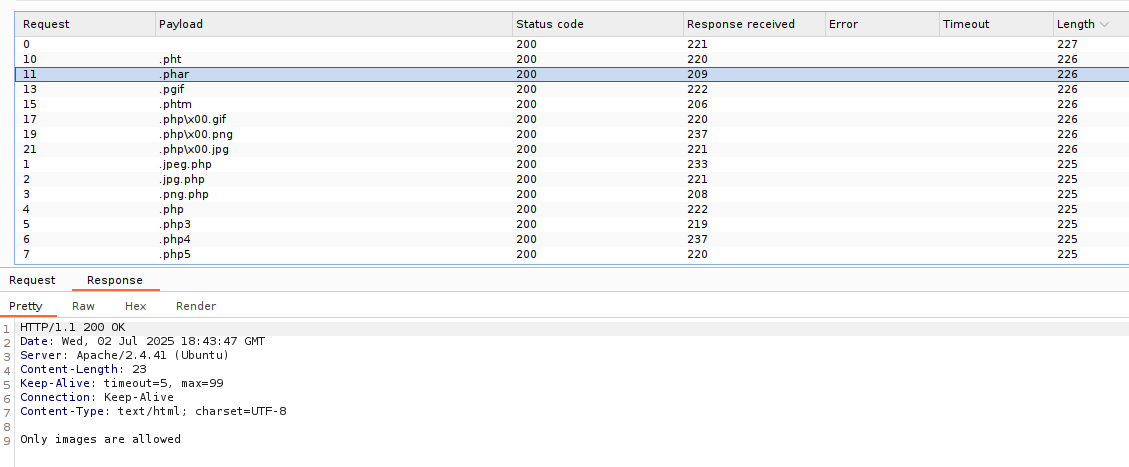 Request Payload Status code Response received Error Timeout Length
0 200 221 227
10 .pht 200 220 226
11 .phar 200 209 226
13 .pgif 200 222 226
15 .phtm 200 206 226
17 .php\x00.gif 200 220 226
19 .php\x00.png 200 237 226
21 .php\x00.jpg 200 221 226
1 .jpeg.php 200 233 225
2 .jpg.php 200 221 225
3 .png.php 200 208 225
4 .php 200 222 225
5 .php3 200 219 225
6 .php4 200 237 225
7 .php5 200 220 225
Request Response
Pretty Raw Hex Render
1 HTTP/1.1 200 OK
2 Date: Wed, 02 Jul 2025 18:43:47 GMT
3 Server: Apache/2.4.41 (Ubuntu)
4 Content-Length: 23
5 Keep-Alive: timeout=5, max=99
6 Connection: Keep-Alive
7 Content-Type: text/html; charset=UTF-8
8
9 Only images are allowed